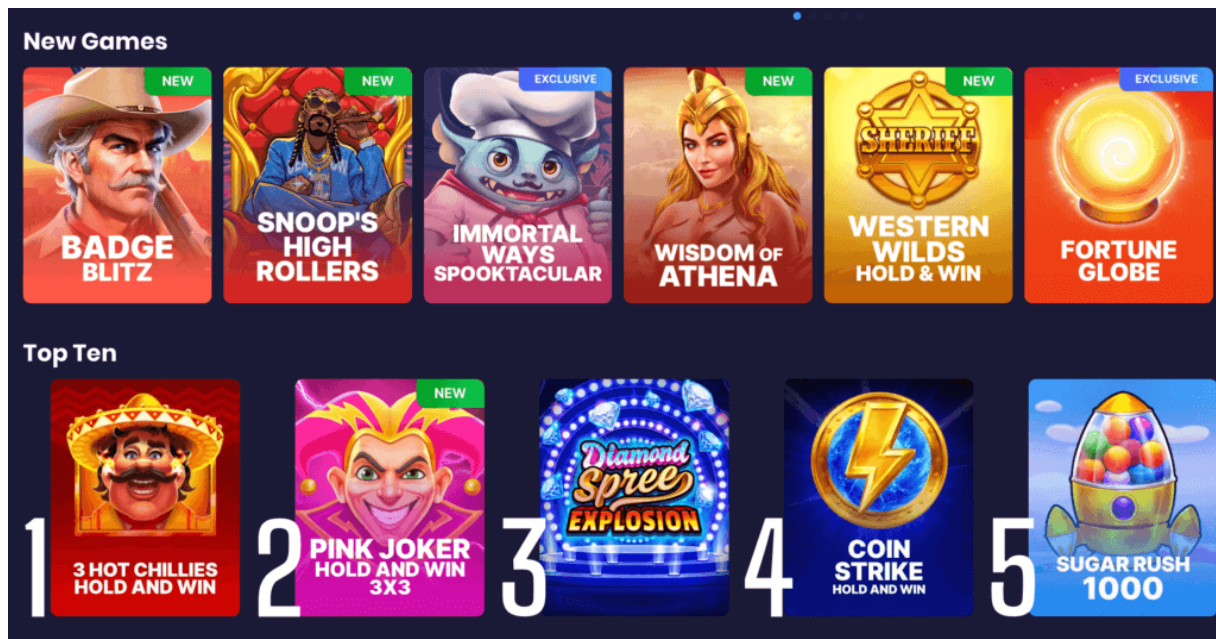 New Games
NEW
NEW
EXCLUSIVE
NEW
NEW
EXCLUSIVE
BADGE
BLITZ
SNOOP'S
HIGH
ROLLERS
IMMORTAL
WAYS
SPOOKTACULAR
WISDOM OF
ATHENA
SHERIFF
WESTERN
WILDS
HOLD & WIN
FORTUNE
GLOBE
Top Ten
1
3 HOT CHILLIES
HOLD AND WIN
2
NEW
PINK JOKER
HOLD AND WIN
3X3
3
Diamond
Spree
EXPLOSION
4
COIN
STRIKE
HOLD AND WIN
5
SUGAR RUSH
1000